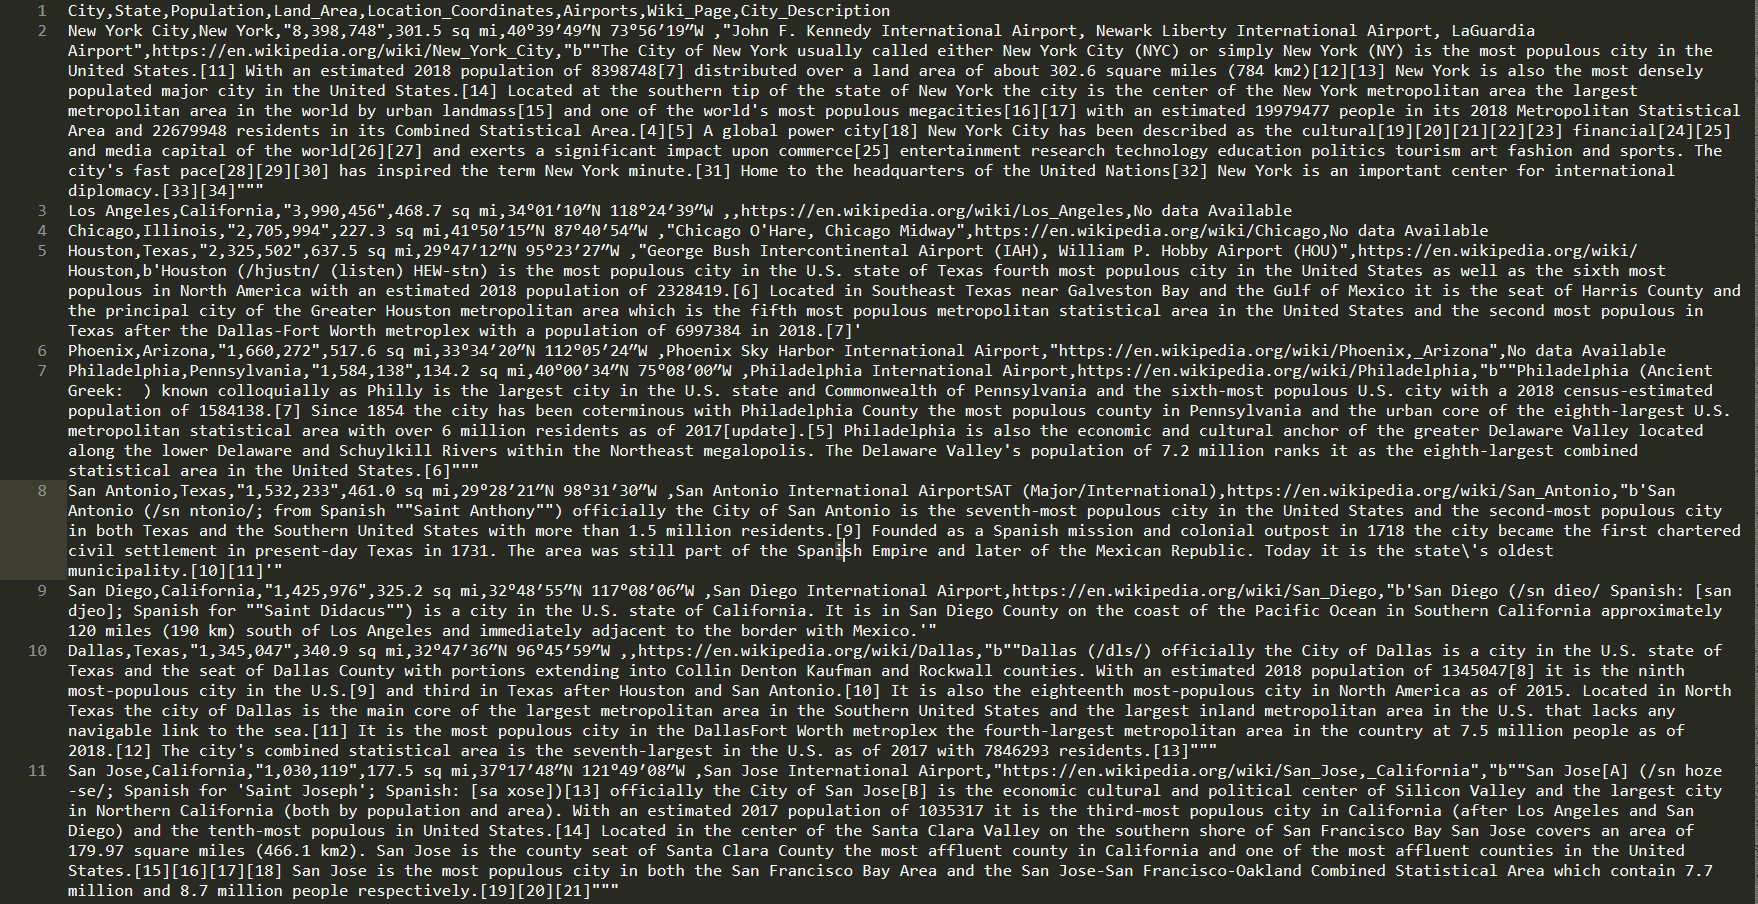 1 City,State,Population,Land_Area,Location_Coordinates,Airports,Wiki_Page,City_Description
2 New York City,New York,"8,398,748",301.5 sq mi,40°39′49″N 73°56′19″W ,"John F. Kennedy International Airport, Newark Liberty International Airport, LaGuardia
Airport",https://en.wikipedia.org/wiki/New_York_City,"b""The City of New York usually called either New York City (NYC) or simply New York (NY) is the most populous city in the
United States.[11] With an estimated 2018 population of 8398748[7] distributed over a land area of about 302.6 square miles (784 km2)[12][13] New York is also the most densely
populated major city in the United States.[14] Located at the southern tip of the state of New York the city is the center of the New York metropolitan area the largest
metropolitan area in the world by urban landmass[15] and one of the world's most populous megacities[16][17] with an estimated 19979477 people in its 2018 Metropolitan Statistical
Area and 22679948 residents in its Combined Statistical Area.[4][5] A global power city[18] New York City has been described as the cultural[19][20][21][22][23] financial[24][25]
and media capital of the world[26][27] and exerts a significant impact upon commerce[25] entertainment research technology education politics tourism art fashion and sports. The
city's fast pace[28][29][30] has inspired the term New York minute.[31] Home to the headquarters of the United Nations[32] New York is an important center for international
diplomacy.[33][34]"""
3 Los Angeles,California,"3,990,456",468.7 sq mi,34°01′10″N 118°24′39″W ,,https://en.wikipedia.org/wiki/Los_Angeles,No data Available
4 Chicago,Illinois,"2,705,994",227.3 sq mi,41°50′15″N 87°40′54″W ,"Chicago O'Hare, Chicago Midway",https://en.wikipedia.org/wiki/Chicago,No data Available
5 Houston,Texas,"2,325,502",637.5 sq mi,29°47′12″N 95°23′27″W ,"George Bush Intercontinental Airport (IAH), William P. Hobby Airport (HOU)",https://en.wikipedia.org/wiki/
Houston,b'Houston (/hjustn/ (listen) HEW-stn) is the most populous city in the U.S. state of Texas fourth most populous city in the United States as well as the sixth most
populous in North America with an estimated 2018 population of 2328419.[6] Located in Southeast Texas near Galveston Bay and the Gulf of Mexico it is the seat of Harris County and
the principal city of the Greater Houston metropolitan area which is the fifth most populous metropolitan statistical area in the United States and the second most populous in
Texas after the Dallas-Fort Worth metroplex with a population of 6997384 in 2018.[7]'
6 Phoenix,Arizona,"1,660,272",517.6 sq mi,33°34′20″N 112°05′24″W ,Phoenix Sky Harbor International Airport,"https://en.wikipedia.org/wiki/Phoenix,_Arizona",No data Available
7 Philadelphia,Pennsylvania,"1,584,138",134.2 sq mi,40°00′34″N 75°08′00″W ,Philadelphia International Airport,https://en.wikipedia.org/wiki/Philadelphia,"b""Philadelphia (Ancient
Greek:  ) known colloquially as Philly is the largest city in the U.S. state and Commonwealth of Pennsylvania and the sixth-most populous U.S. city with a 2018 census-estimated
population of 1584138.[7] Since 1854 the city has been coterminous with Philadelphia County the most populous county in Pennsylvania and the urban core of the eighth-largest U.S.
metropolitan statistical area with over 6 million residents as of 2017[update].[5] Philadelphia is also the economic and cultural anchor of the greater Delaware Valley located
along the lower Delaware and Schuylkill Rivers within the Northeast megalopolis. The Delaware Valley's population of 7.2 million ranks it as the eighth-largest combined
statistical area in the United States.[6]"""
8 San Antonio,Texas,"1,532,233",461.0 sq mi,29°28′21″N 98°31′30″W ,San Antonio International AirportSAT (Major/International),https://en.wikipedia.org/wiki/San_Antonio,"b'San
Antonio (/sn ntonio/; from Spanish ""Saint Anthony"") officially the City of San Antonio is the seventh-most populous city in the United States and the second-most populous city
in both Texas and the Southern United States with more than 1.5 million residents.[9] Founded as a Spanish mission and colonial outpost in 1718 the city became the first chartered
civil settlement in present-day Texas in 1731. The area was still part of the Spanish Empire and later of the Mexican Republic. Today it is the state\'s oldest
municipality.[10][11]'"
9 San Diego,California,"1,425,976",325.2 sq mi,32°48′55″N 117°08′06″W ,San Diego International Airport,https://en.wikipedia.org/wiki/San_Diego,"b'San Diego (/sn dieo/ Spanish: [san
djeo]; Spanish for ""Saint Didacus"") is a city in the U.S. state of California. It is in San Diego County on the coast of the Pacific Ocean in Southern California approximately
120 miles (190 km) south of Los Angeles and immediately adjacent to the border with Mexico.'"
10 Dallas,Texas,"1,345,047",340.9 sq mi,32°47′36″N 96°45′59″W ,,https://en.wikipedia.org/wiki/Dallas,"b""Dallas (/dls/) officially the City of Dallas is a city in the U.S. state of
Texas and the seat of Dallas County with portions extending into Collin Denton Kaufman and Rockwall counties. With an estimated 2018 population of 1345047[8] it is the ninth
most-populous city in the U.S.[9] and third in Texas after Houston and San Antonio.[10] It is also the eighteenth most-populous city in North America as of 2015. Located in North
Texas the city of Dallas is the main core of the largest metropolitan area in the Southern United States and the largest inland metropolitan area in the U.S. that lacks any
navigable link to the sea.[11] It is the most populous city in the DallasFort Worth metroplex the fourth-largest metropolitan area in the country at 7.5 million people as of
2018.[12] The city's combined statistical area is the seventh-largest in the U.S. as of 2017 with 7846293 residents.[13]"""
11 San Jose,California,"1,030,119",177.5 sq mi,37°17′48″N 121°49′08″W ,San Jose International Airport,"https://en.wikipedia.org/wiki/San_Jose,_California","b""San Jose[A] (/sn hoze
-se/; Spanish for 'Saint Joseph'; Spanish: [sa xose])[13] officially the City of San Jose[B] is the economic cultural and political center of Silicon Valley and the largest city
in Northern California (both by population and area). With an estimated 2017 population of 1035317 it is the third-most populous city in California (after Los Angeles and San
Diego) and the tenth-most populous in United States.[14] Located in the center of the Santa Clara Valley on the southern shore of San Francisco Bay San Jose covers an area of
179.97 square miles (466.1 km2). San Jose is the county seat of Santa Clara County the most affluent county in California and one of the most affluent counties in the United
States.[15][16][17][18] San Jose is the most populous city in both the San Francisco Bay Area and the San Jose-San Francisco-Oakland Combined Statistical Area which contain 7.7
million and 8.7 million people respectively.[19][20][21]"""